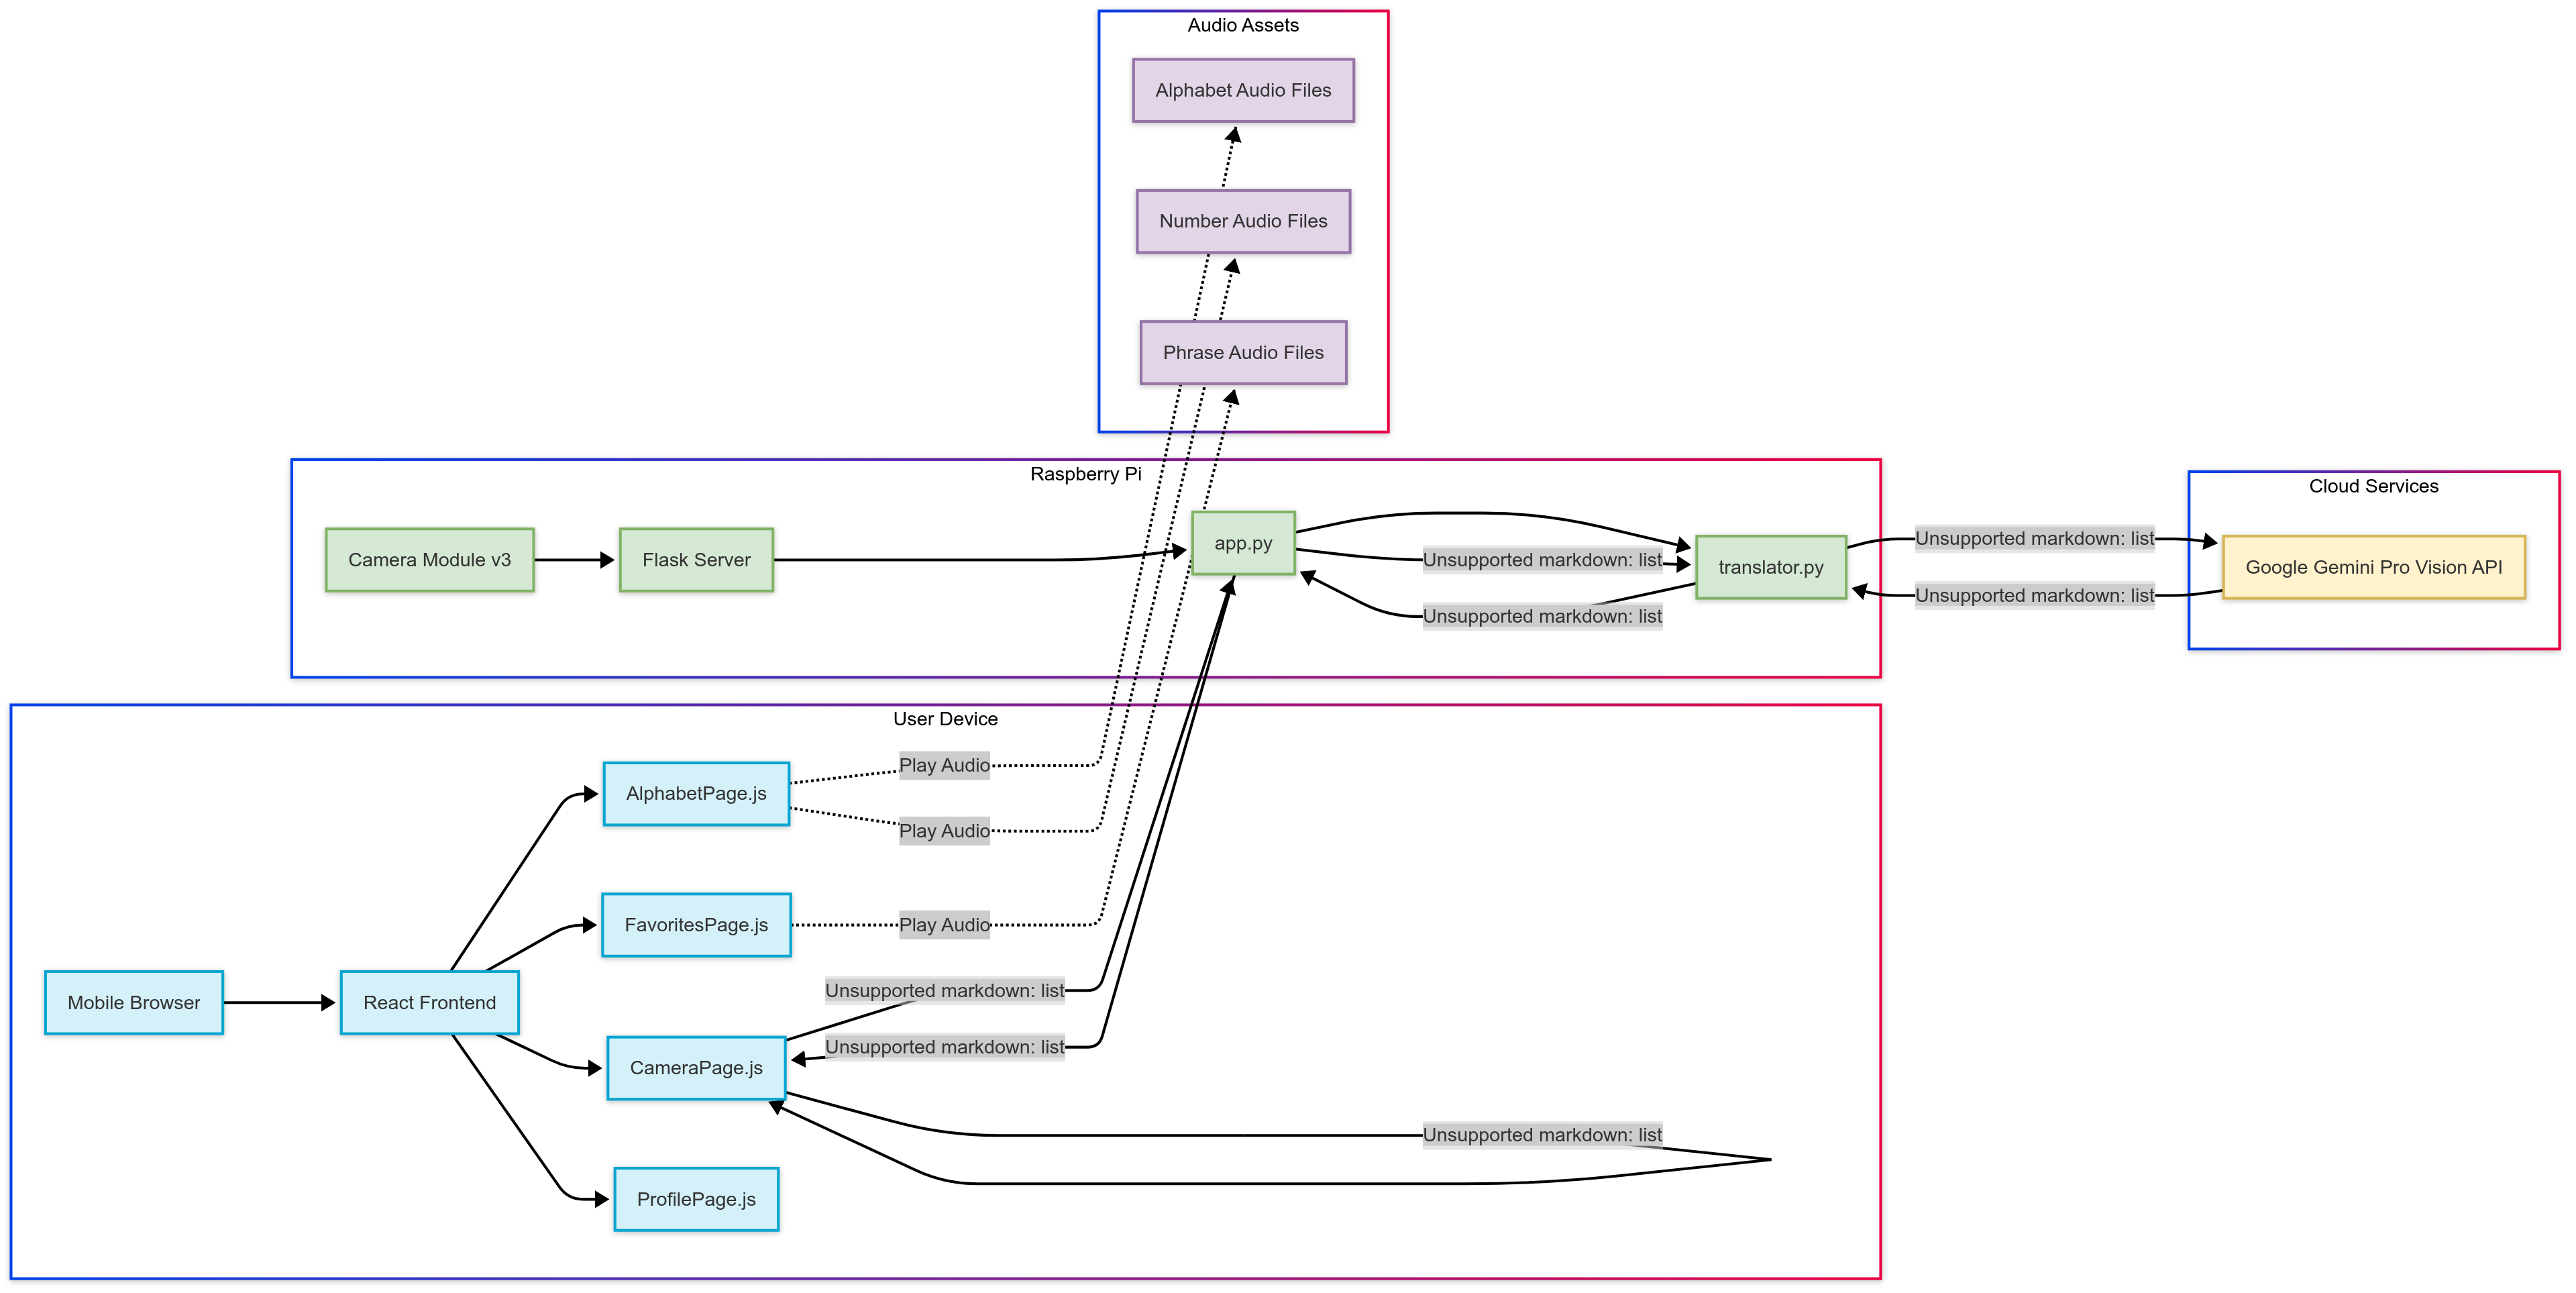 Audio Assets
Alphabet Audio Files
Number Audio Files
Phrase Audio Files
Raspberry Pi
Camera Module v3
Flask Server
app.py
Unsupported markdown: list
Unsupported markdown: list
translator.py
Unsupported markdown: list
Unsupported markdown: list
Cloud Services
Google Gemini Pro Vision API
User Device
Mobile Browser
React Frontend
AlphabetPage.js
Play Audio
Play Audio
FavoritesPage.js
Play Audio
Unsupported markdown: list
Unsupported markdown: list
CameraPage.js
Unsupported markdown: list
ProfilePage.js